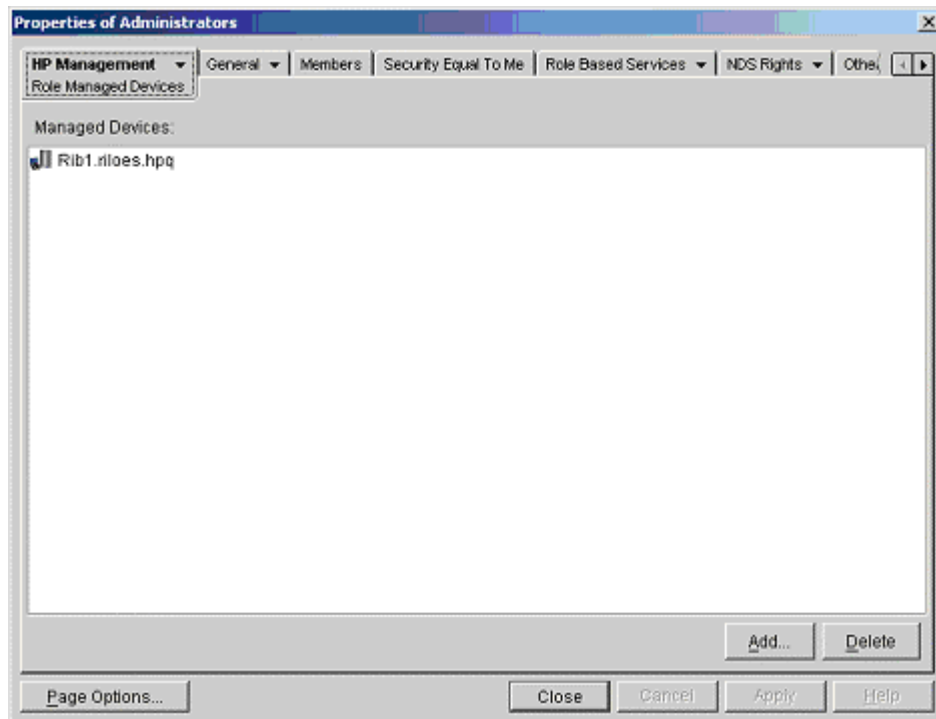 Properties of Administrators
HP Management General Members Security Equal To Me Role Based Services NDS Rights Othe
Role Managed Devices
Managed Devices:
Rib1.riloes.hpq
Add... Delete
Page Options... Close Cancel Apply Help